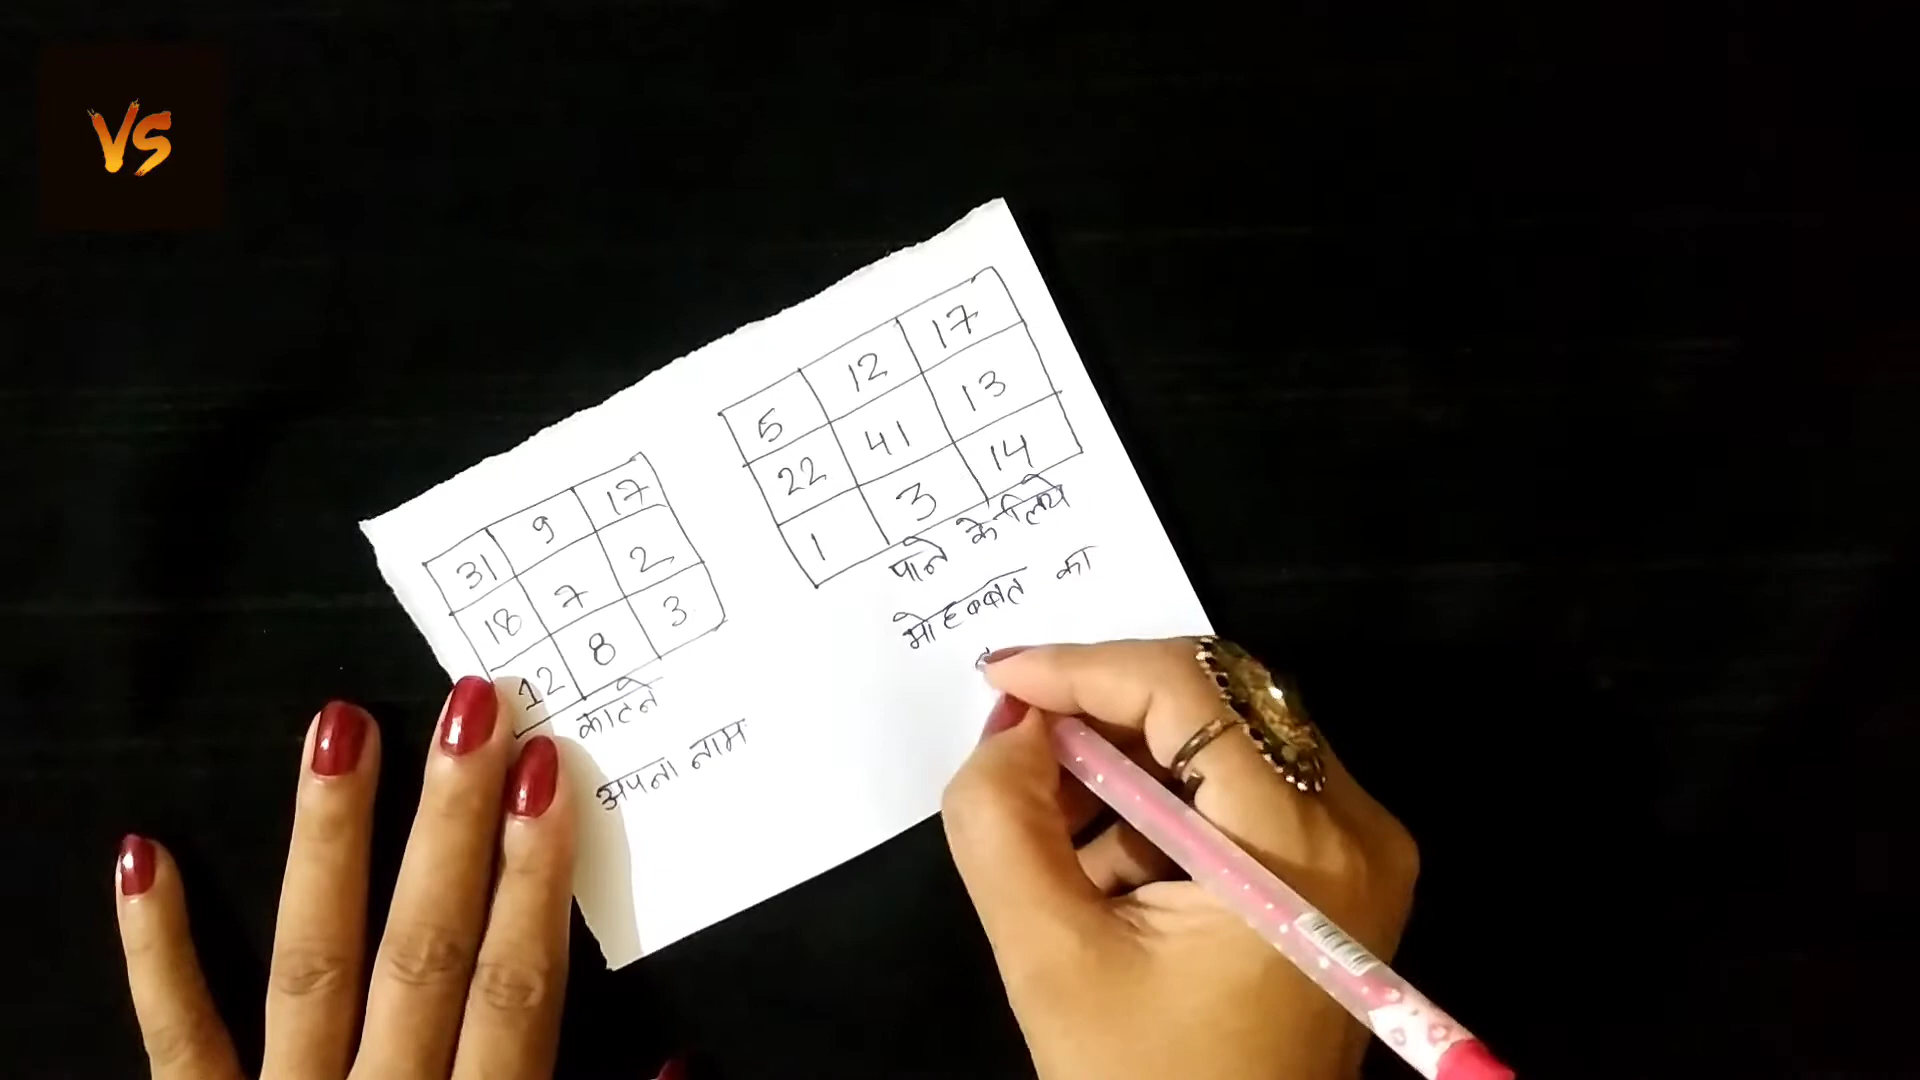 VS
31 9 17
18 7 2
12 8 3
काटने
अपना नाम
5 12 17
22 41 13
1 3 14
पाने के लिये
मोहब्बत का